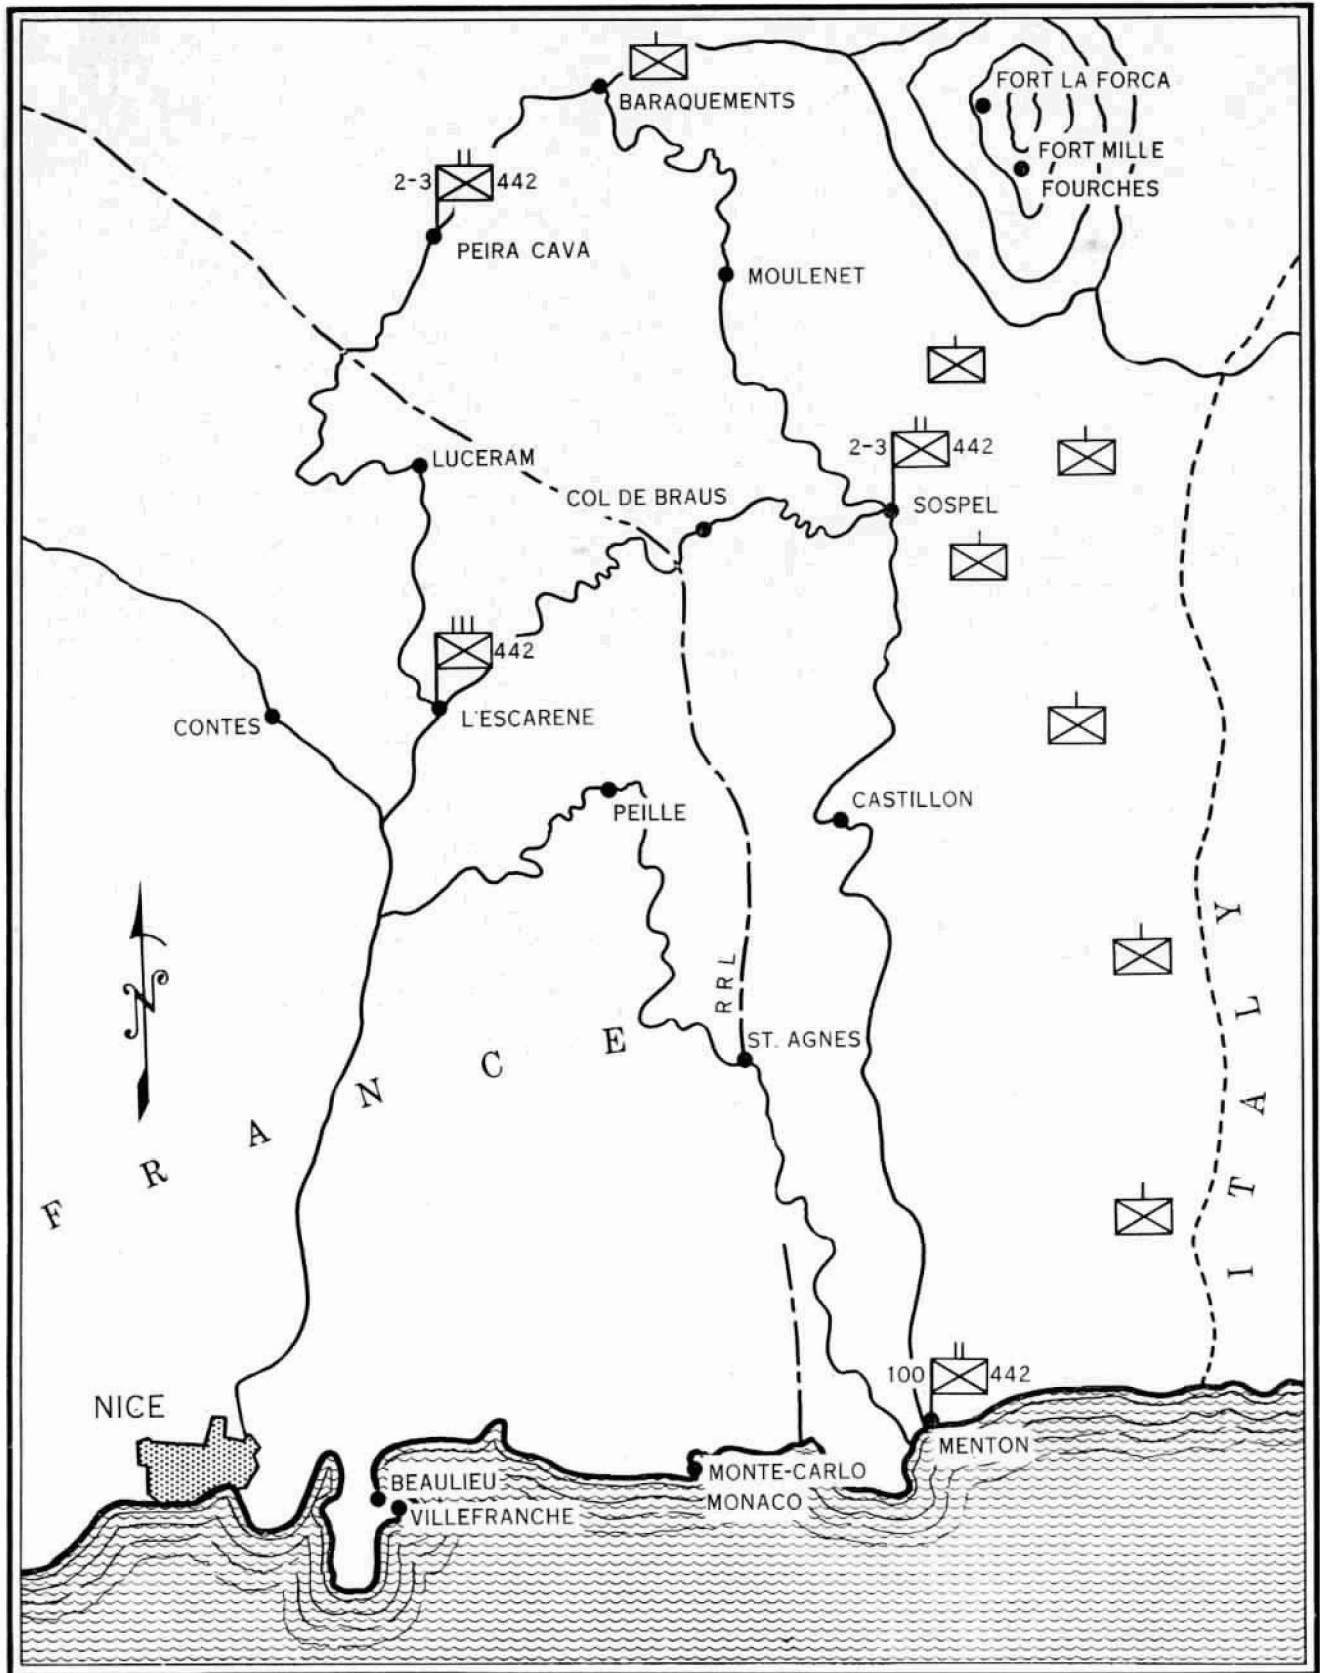 FORT LA FORCA
BARAQUEMENTS
FORT MILLE
FOURCHES
2-3 442
PEIRA CAVA
MOULENET
2-3 442
LUCERAM
COL DE BRAUS
SOSPEL
442
L'ESCARENE
CONTES
CASTILLON
PEILLE
N
RRL
ST. AGNES
FRANCE
ITALY
100 442
NICE
MENTON
MONTE-CARLO
MONACO
BEAULIEU
VILLEFRANCHE